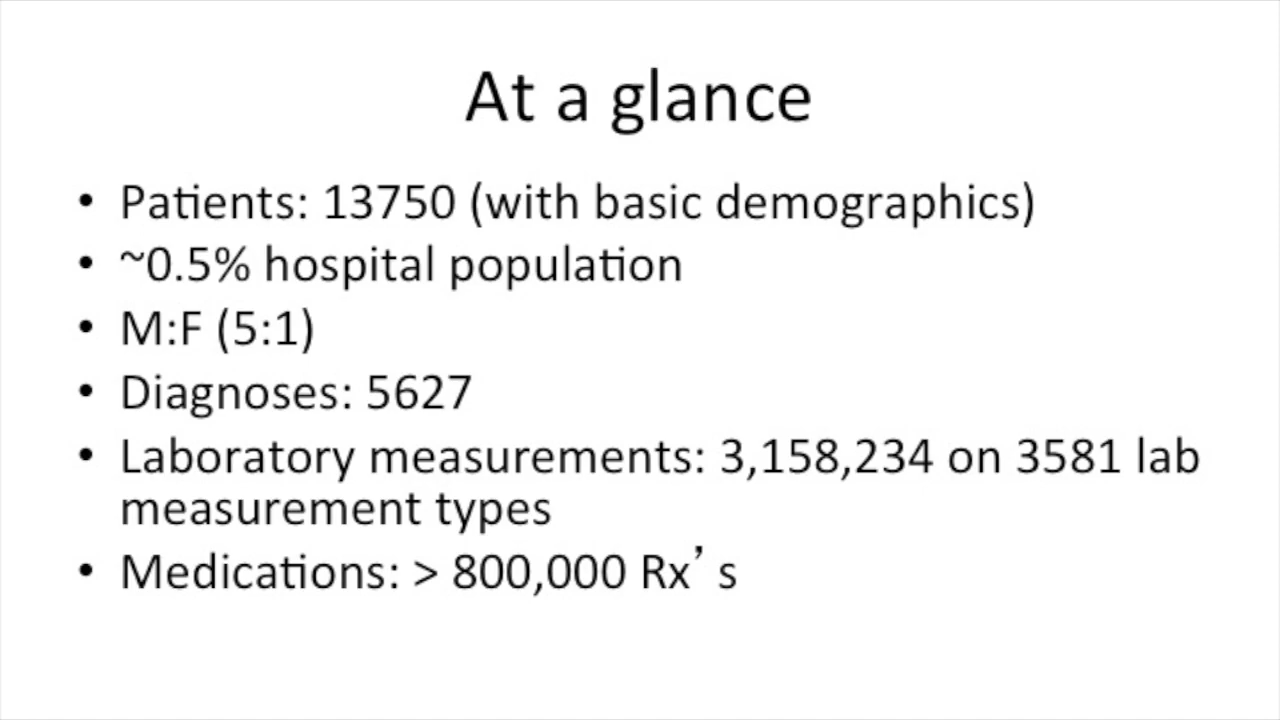 At a glance
• Patients: 13750 (with basic demographics)
• ~0.5% hospital population
• M:F (5:1)
• Diagnoses: 5627
• Laboratory measurements: 3,158,234 on 3581 lab
measurement types
• Medications: > 800,000 Rx’ s